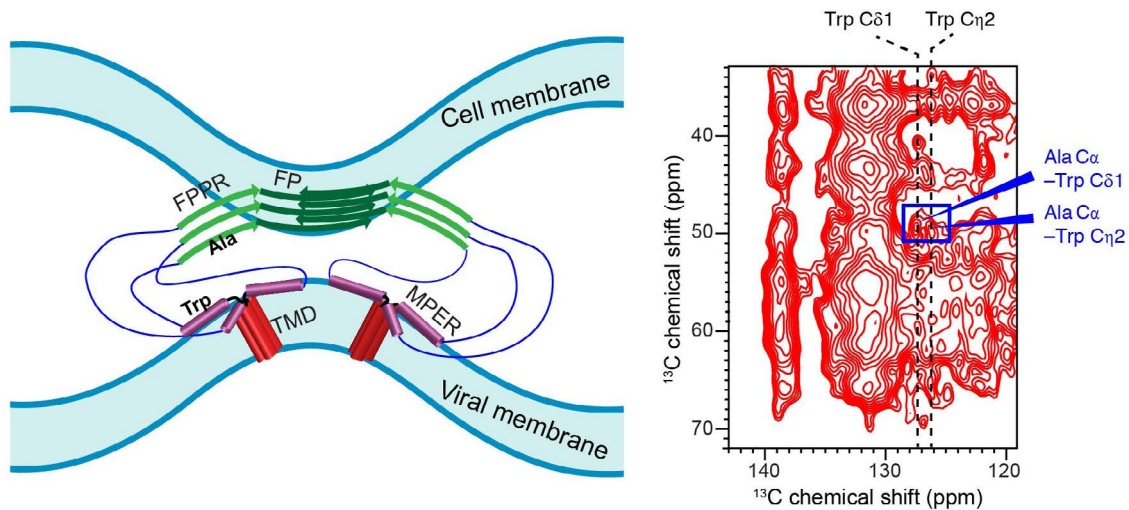 Cell membrane
FP
FPPR
Ala
Trp
TMD
MPER
Viral membrane
Trp Cδ1
Trp Cη2
Ala Cα
–Trp Cδ1
Ala Cα
–Trp Cη2
40
50
60
70
¹³C chemical shift (ppm)
140
130
120
¹³C chemical shift (ppm)